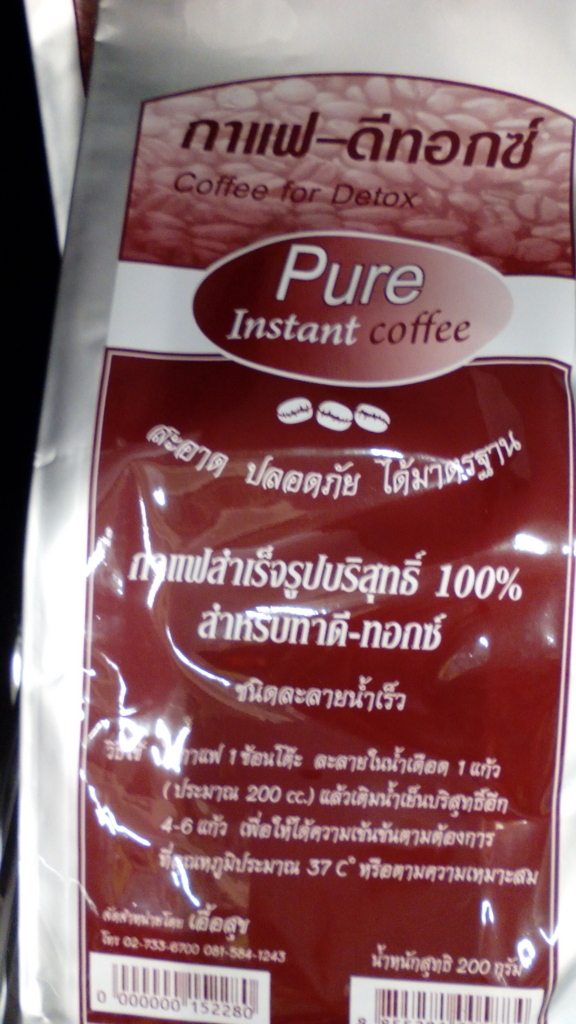 กาแฟ-ดีทอกซ์
Coffee for Detox
Pure
Instant coffee
สะอาด ปลอดภัย ได้มาตรฐาน
กาแฟสำเร็จรูปบริสุทธิ์ 100%
สำหรับทำดี-ทอกซ์
ชนิดละลายน้ำเร็ว
กาแฟ 1 ช้อนโต๊ะ ละลายในน้ำเดือด 1 แก้ว
(ประมาณ 200 cc.) แล้วเติมน้ำเย็นบริสุทธิ์อีก
4-6 แก้ว เพื่อให้ได้ความเข้มข้นตามต้องการ
ที่อุณหภูมิประมาณ 37 C° หรือตามความเหมาะสม
จัดจำหน่ายโดย เอื้อสุข
โทร 02-733-6700 081-584-1243
น้ำหนักสุทธิ 200 กรัม
0 000000 152280